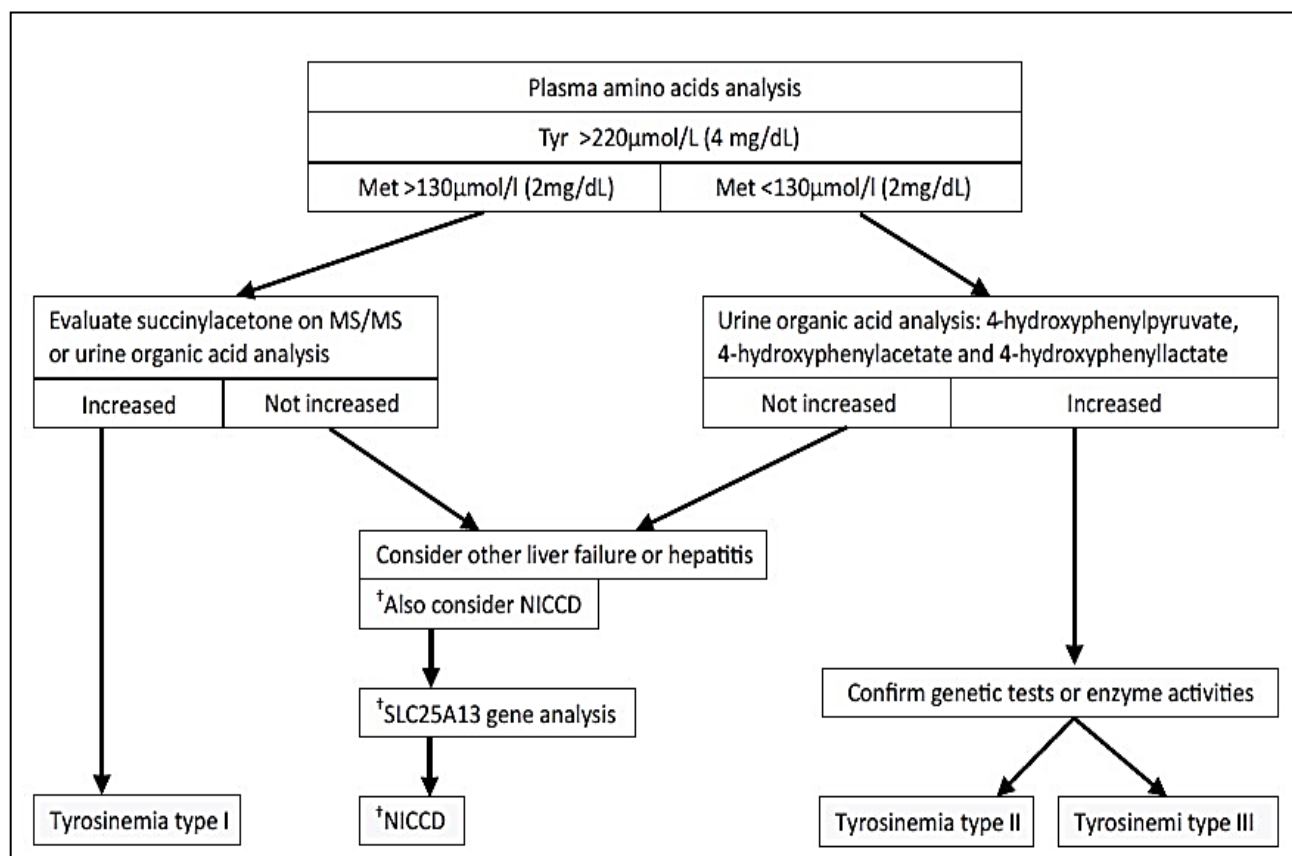 Plasma amino acids analysis
Tyr >220μmol/L (4 mg/dL)
Met >130μmol/l (2mg/dL)
Met <130μmol/l (2mg/dL)
Evaluate succinylacetone on MS/MS
or urine organic acid analysis
Increased
Not increased
Urine organic acid analysis: 4-hydroxyphenylpyruvate,
4-hydroxyphenylacetate and 4-hydroxyphenyllactate
Not increased
Increased
Consider other liver failure or hepatitis
†Also consider NICCD
†SLC25A13 gene analysis
Confirm genetic tests or enzyme activities
Tyrosinemia type I
†NICCD
Tyrosinemia type II
Tyrosinemi type III